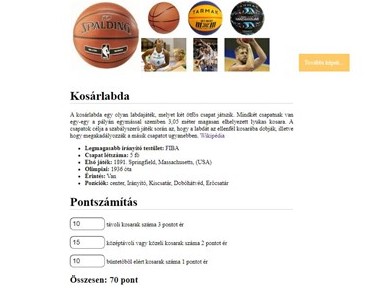 SPALDING
TARMAK
További képek...
Kosárlabda
A kosárlabda egy olyan labdajáték, melyet két ötfős csapat játszik. Mindkét csapatnak van
egy-egy a pályán egymással szemben 3,05 méter magasan elhelyezett lyukas kosara. A
csapatok célja a szabályszerű játék során az, hogy a labdát az ellenfél kosarába dobják, illetve
hogy megakadályozzák a másik csapatot ugyanebben. Wikipédia
• Legmagasabb irányító testület: FIBA
• Csapat létszáma: 5 fő
• Első játék: 1891. Springfield, Massachusetts, (USA)
• Olimpiai: 1936 óta
• Érintés: Van
• Pozíciók: center, Irányító, Kiscsatár, Dobóhátvéd, Erőcsatár
Pontszámítás
10 távoli kosarak száma 3 pontot ér
15 középtávoli vagy közeli kosarak száma 2 pontot ér
10 büntetőből elért kosarak száma 1 pontot ér
Összesen: 70 pont